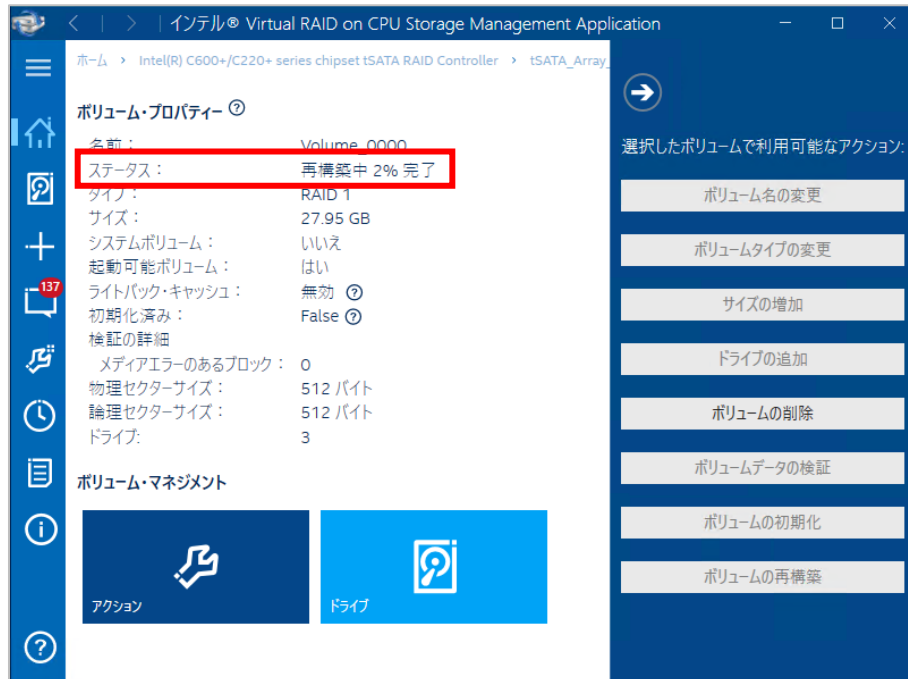 インテル® Virtual RAID on CPU Storage Management Application
ホーム › Intel(R) C600+/C220+ series chipset tSATA RAID Controller › tSATA_Array_
ボリューム・プロパティー ?
名前： Volume_0000
ステータス： 再構築中 2% 完了
タイプ： RAID 1
サイズ： 27.95 GB
システムボリューム： いいえ
起動可能ボリューム： はい
ライトバック・キャッシュ： 無効 ?
初期化済み： False ?
検証の詳細
メディアエラーのあるブロック： 0
物理セクターサイズ： 512 バイト
論理セクターサイズ： 512 バイト
ドライブ: 3
ボリューム・マネジメント
アクション
ドライブ
137
選択したボリュームで利用可能なアクション:
ボリューム名の変更
ボリュームタイプの変更
サイズの増加
ドライブの追加
ボリュームの削除
ボリュームデータの検証
ボリュームの初期化
ボリュームの再構築